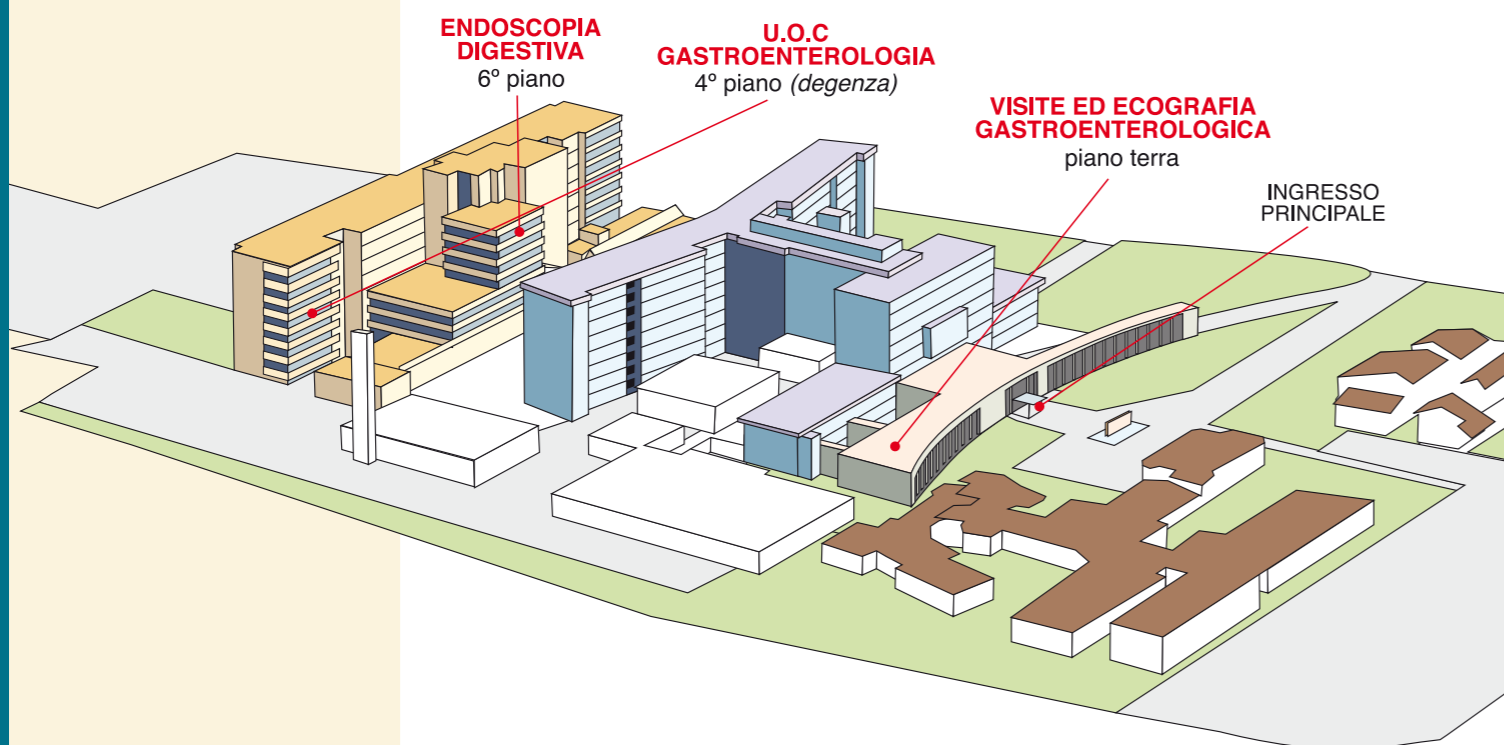 ENDOSCOPIA
DIGESTIVA
6º piano
U.O.C
GASTROENTEROLOGIA
4º piano (degenza)
VISITE ED ECOGRAFIA
GASTROENTEROLOGICA
piano terra
INGRESSO
PRINCIPALE